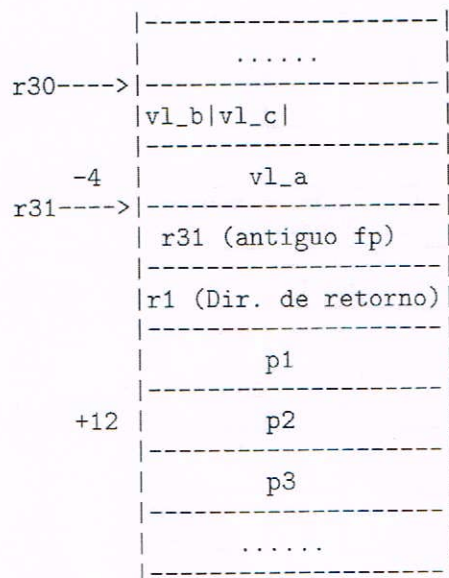 |--------------------|
| ...... |
r30---->|--------------------|
|vl_b|vl_c|
|--------------------|
-4 | vl_a
r31---->|--------------------|
| r31 (antiguo fp)
|--------------------|
|r1 (Dir. de retorno)|
|--------------------|
| p1
|--------------------|
+12 | p2
|--------------------|
| p3
|--------------------|
| ......
|--------------------|